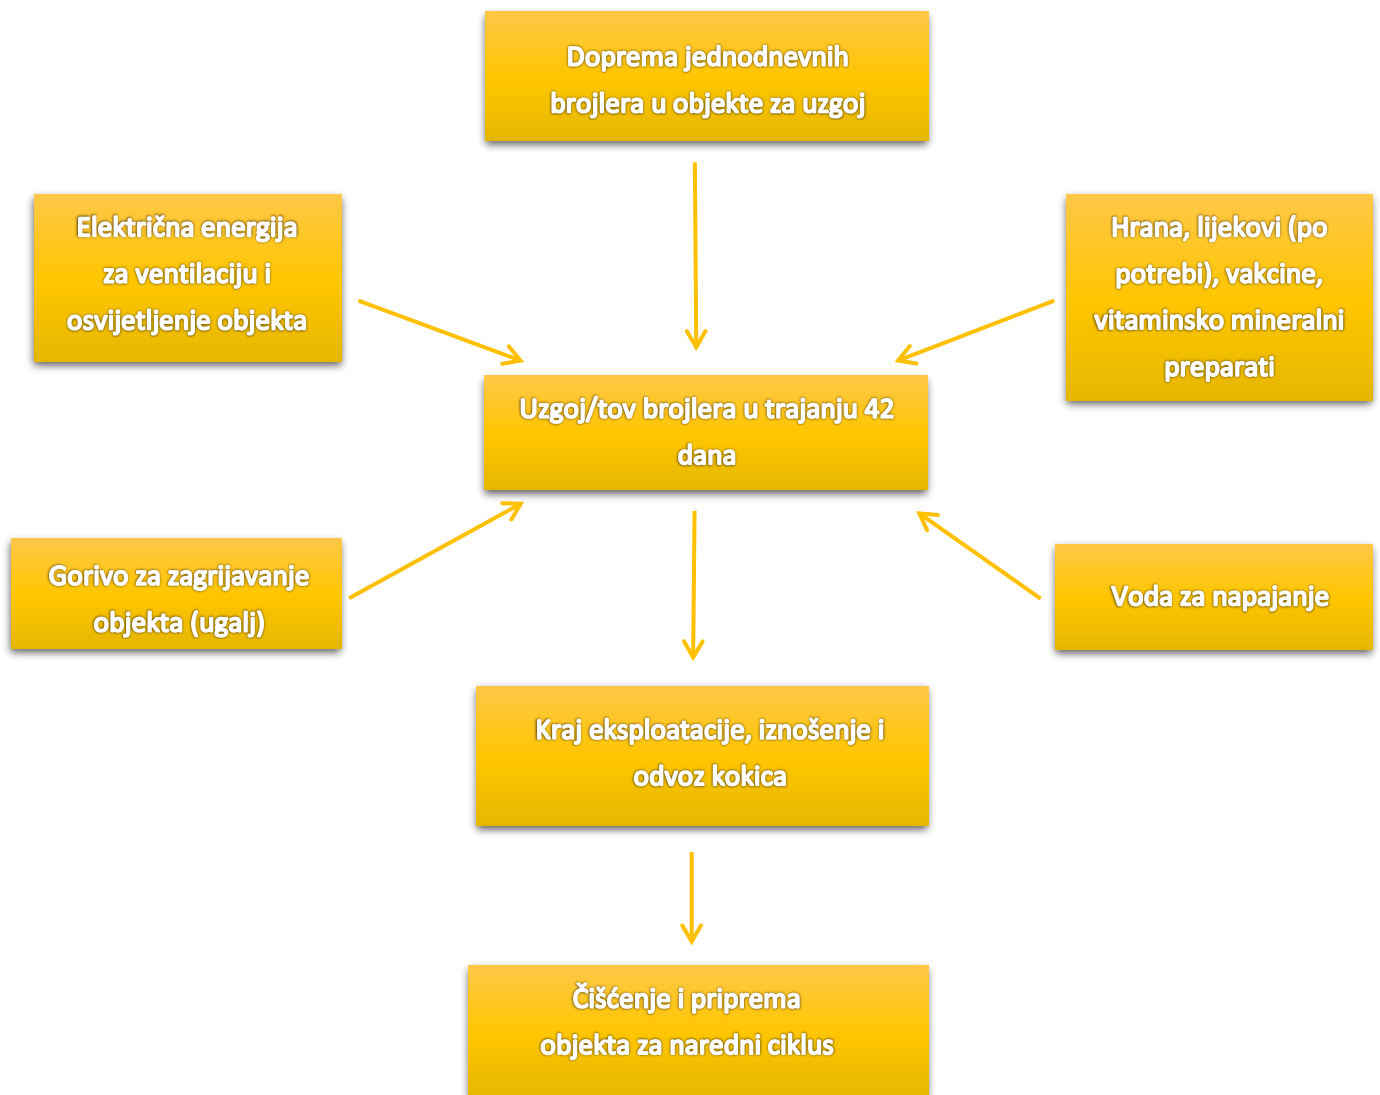 Doprema jednodnevnih
brojlera u objekte za uzgoj
Električna energija
za ventilaciju i
osvijetljenje objekta
Hrana, lijekovi (po
potrebi), vakcine,
vitaminsko mineralni
preparati
Uzgoj/tov brojlera u trajanju 42
dana
Gorivo za zagrijavanje
objekta (ugalj)
Voda za napajanje
Kraj eksploatacije, iznošenje i
odvoz kokica
Čišćenje i priprema
objekta za naredni ciklus